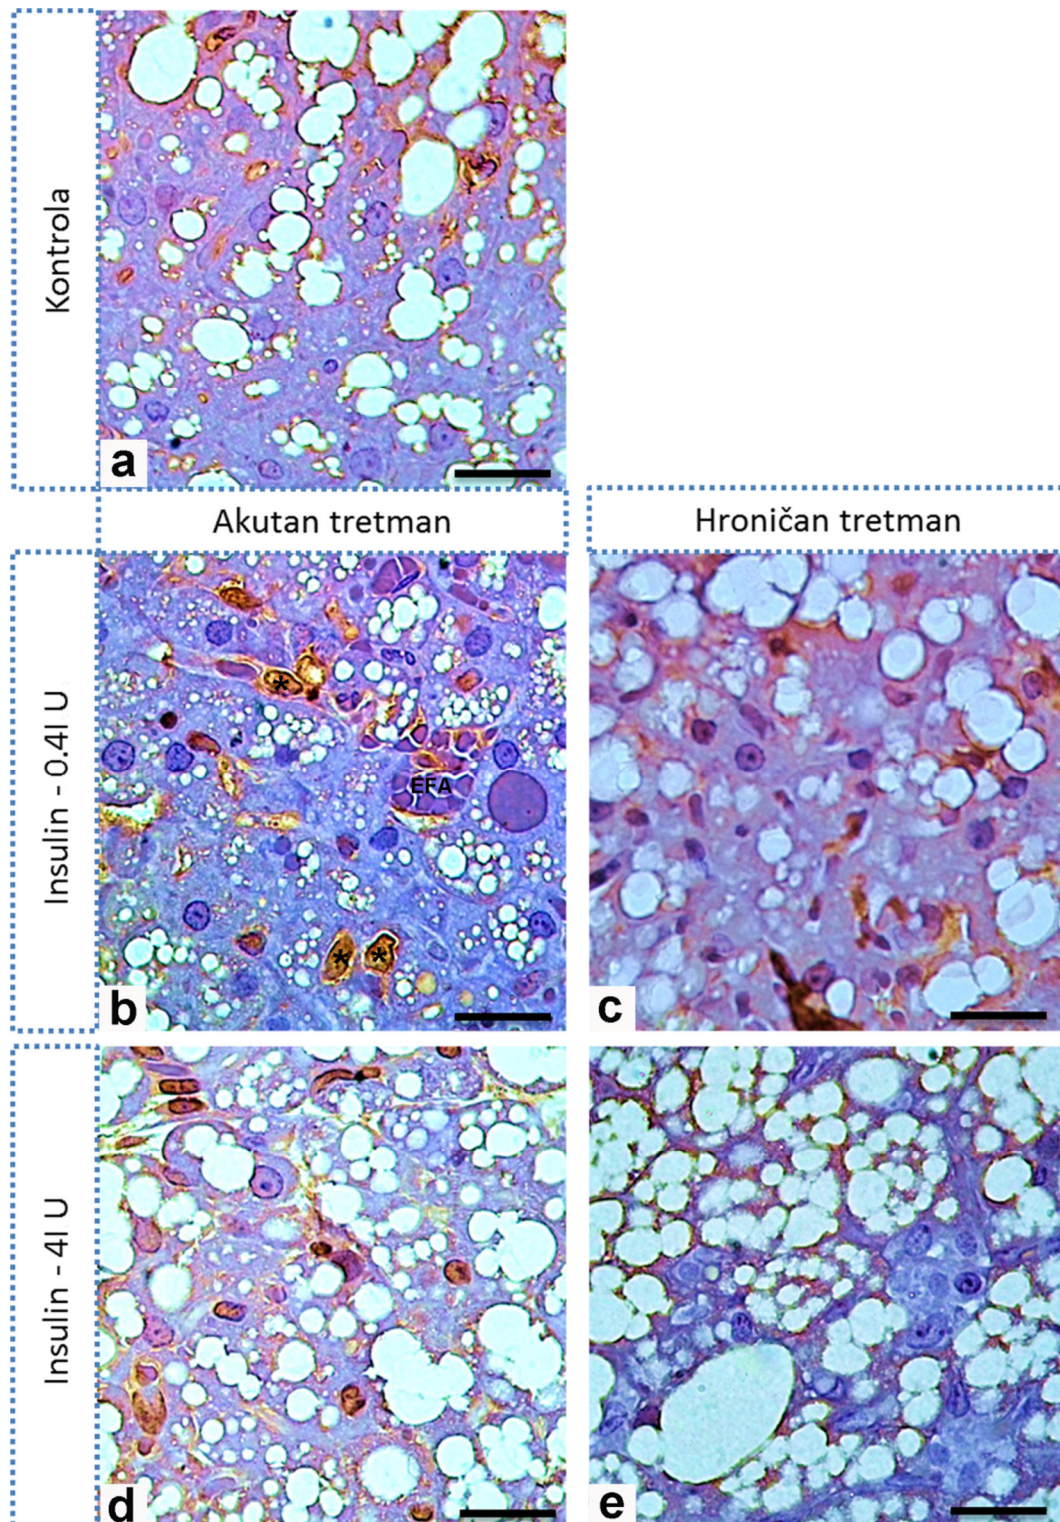 Kontrola
a
Akutan tretman
Hroničan tretman
Insulin - 0.4I U
*
EFA
*
*
b
c
Insulin - 4I U
d
e